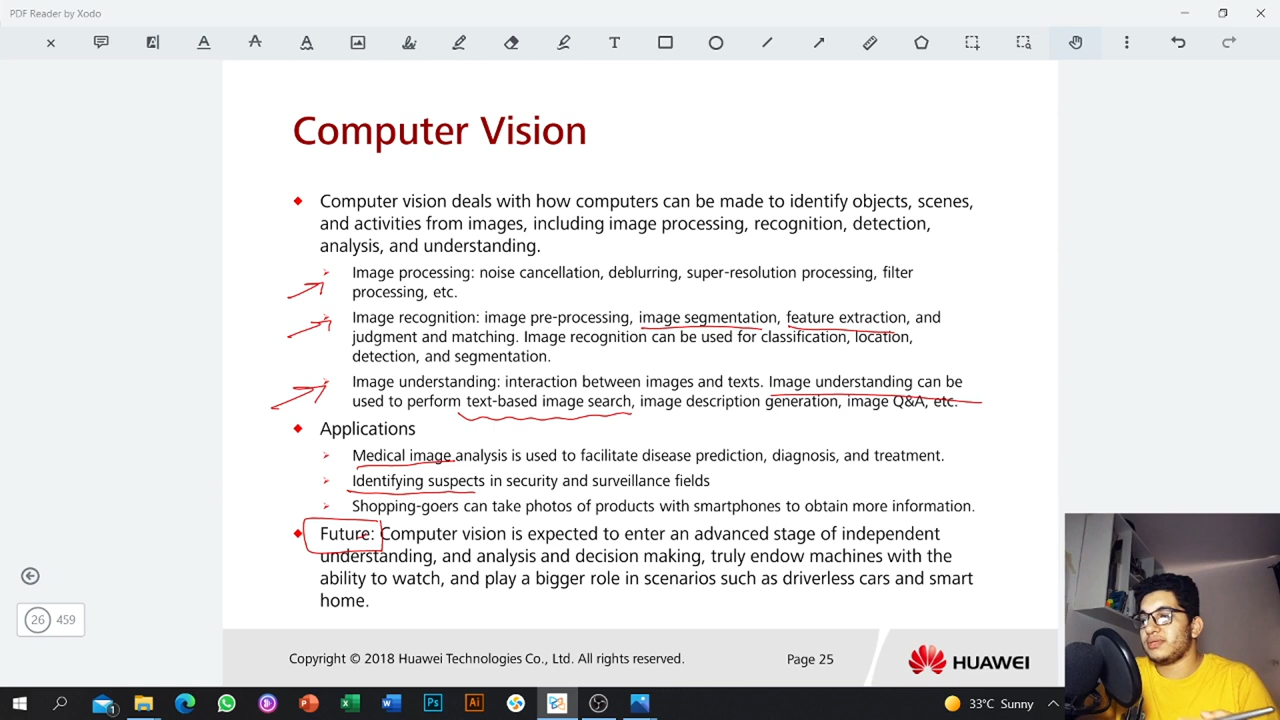 PDF Reader by Xodo
Computer Vision
Computer vision deals with how computers can be made to identify objects, scenes,
and activities from images, including image processing, recognition, detection,
analysis, and understanding.
Image processing: noise cancellation, deblurring, super-resolution processing, filter
processing, etc.
Image recognition: image pre-processing, image segmentation, feature extraction, and
judgment and matching. Image recognition can be used for classification, location,
detection, and segmentation.
Image understanding: interaction between images and texts. Image understanding can be
used to perform text-based image search, image description generation, image Q&A, etc.
Applications
Medical image analysis is used to facilitate disease prediction, diagnosis, and treatment.
Identifying suspects in security and surveillance fields
Shopping-goers can take photos of products with smartphones to obtain more information.
Future: Computer vision is expected to enter an advanced stage of independent
understanding, and analysis and decision making, truly endow machines with the
ability to watch, and play a bigger role in scenarios such as driverless cars and smart
home.
26 459
Copyright © 2018 Huawei Technologies Co., Ltd. All rights reserved.
Page 25
HUAWEI
33°C Sunny